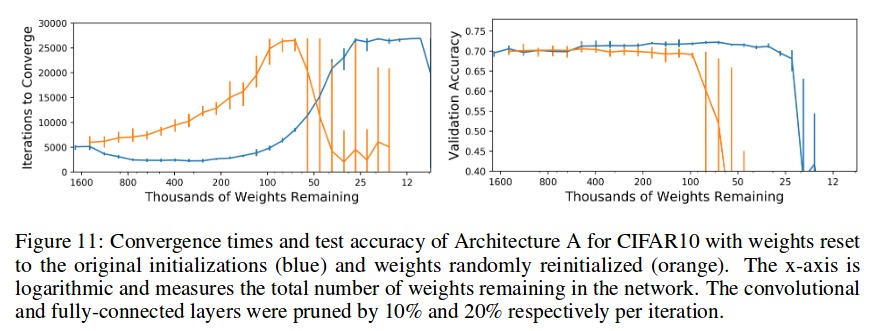 30000
25000
20000
15000
10000
5000
0
Iterations to Converge
1600 800 400 200 100 50 25 12
Thousands of Weights Remaining
0.75
0.70
0.65
0.60
0.55
0.50
0.45
0.40
Validation Accuracy
1600 800 400 200 100 50 25 12
Thousands of Weights Remaining
Figure 11: Convergence times and test accuracy of Architecture A for CIFAR10 with weights reset
to the original initializations (blue) and weights randomly reinitialized (orange). The x-axis is
logarithmic and measures the total number of weights remaining in the network. The convolutional
and fully-connected layers were pruned by 10% and 20% respectively per iteration.